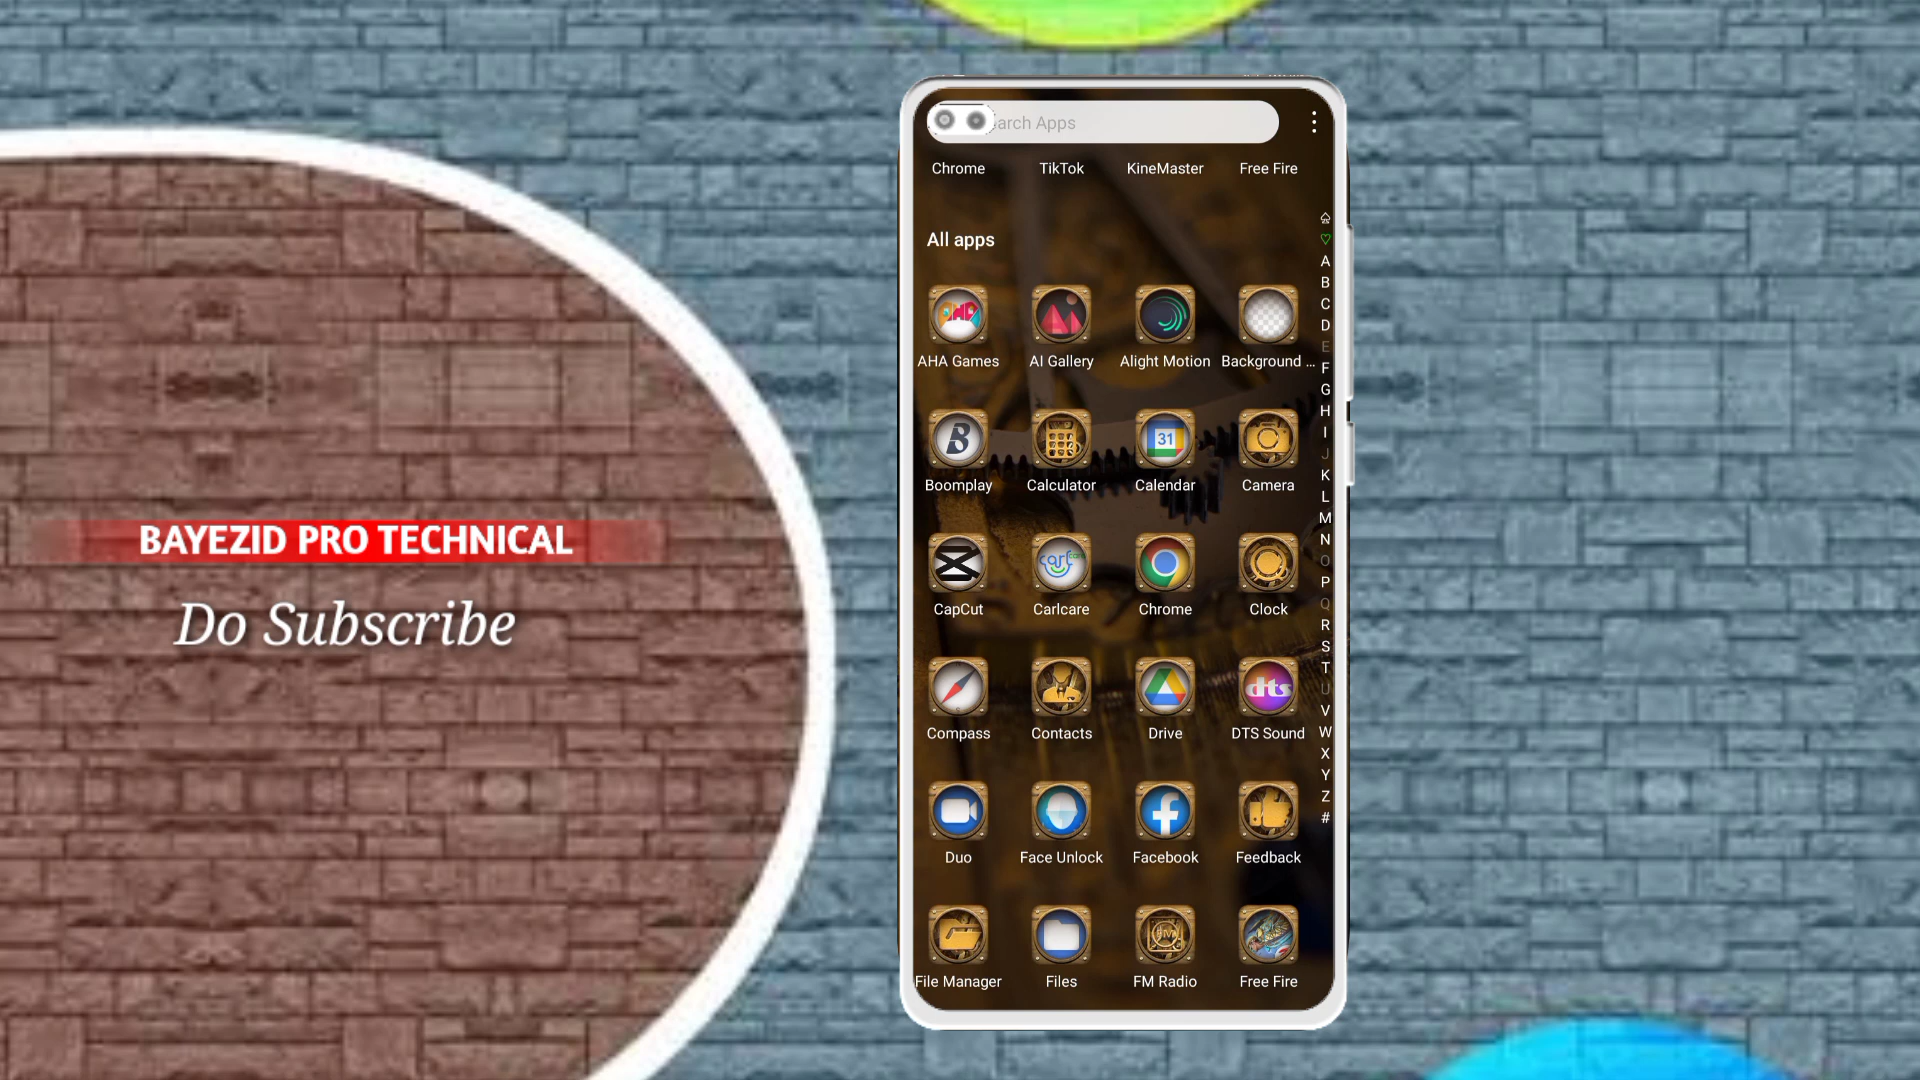 BAYEZID PRO TECHNICAL
Do Subscribe
arch Apps
Chrome TikTok KineMaster Free Fire
All apps
AHA Games AI Gallery Alight Motion Background ...
Boomplay Calculator Calendar Camera
31
CapCut Carlcare Chrome Clock
Compass Contacts Drive DTS Sound
dts
Duo Face Unlock Facebook Feedback
File Manager Files FM Radio Free Fire
A
B
C
D
E
F
G
H
I
J
K
L
M
N
O
P
Q
R
S
T
U
V
W
X
Y
Z
#